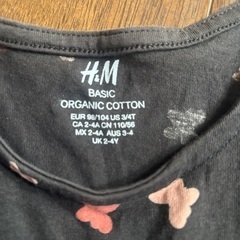 H&M
BASIC
ORGANIC COTTON
EUR 98/104 US 3/4T
CA 2-4A CN 110/56
MX 2-4A AUS 3-4
UK 2-4Y